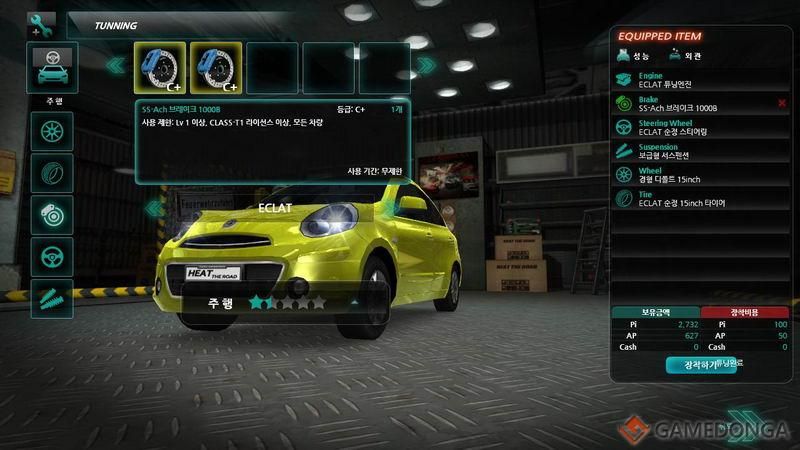 TUNNING
주 행
C+
C+
SS-Ach 브레이크 1000B 등급: C+ 1개
사용 제한: Lv 1 이상, CLASS-T1 라이선스 이상, 모든 차량
사용 기간: 무제한
Feuerwehrzufahrt
ECLAT
HEAT THE ROAD
주 행
HEAT THE ROAD
EQUIPPED ITEM
성 능 외 관
Engine
ECLAT 튜닝엔진
Brake
SS-Ach 브레이크 1000B
Steering Wheel
ECLAT 순정 스티어링
Suspension
보급형 서스펜션
Wheel
경형 디폴트 15inch
Tire
ECLAT 순정 15inch 타이어
보유금액 장착비용
Pi 2,732 Pi 100
AP 627 AP 50
Cash 0 Cash 0
장착하기 튜닝완료
GAMEDONGA